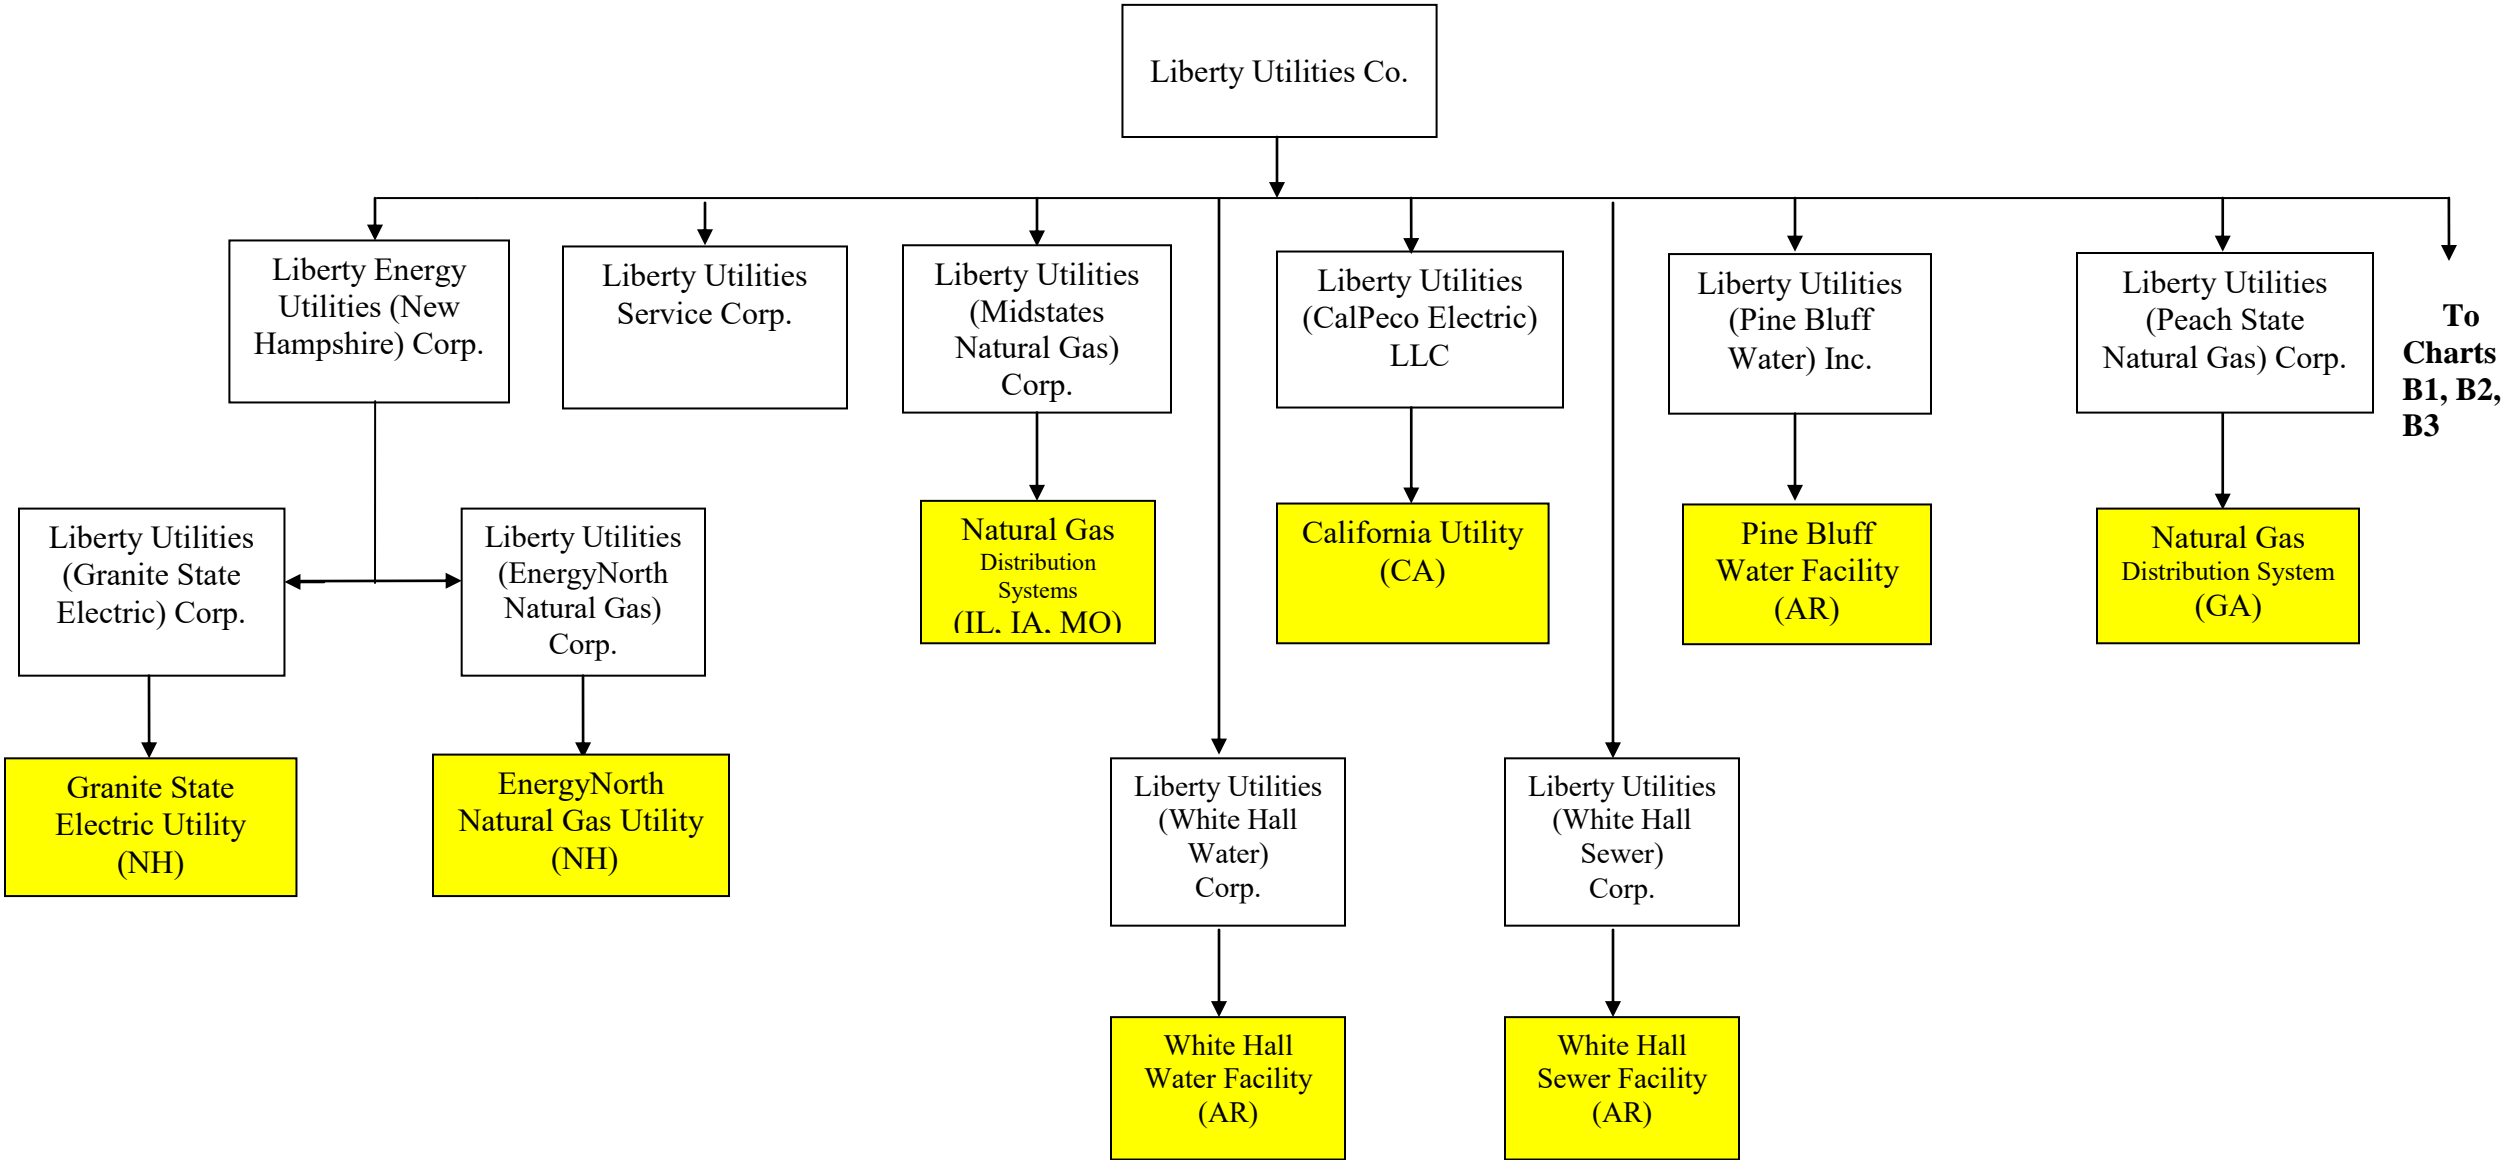 Liberty Utilities Co.
Liberty Energy
Utilities (New
Hampshire) Corp.
Liberty Utilities
Service Corp.
Liberty Utilities
(Midstates
Natural Gas)
Corp.
Liberty Utilities
(CalPeco Electric)
LLC
Liberty Utilities
(Pine Bluff
Water) Inc.
Liberty Utilities
(Peach State
Natural Gas) Corp.
To
Charts
B1, B2,
B3
Liberty Utilities
(Granite State
Electric) Corp.
Liberty Utilities
(EnergyNorth
Natural Gas)
Corp.
Natural Gas
Distribution
Systems
(IL, IA, MO)
California Utility
(CA)
Pine Bluff
Water Facility
(AR)
Natural Gas
Distribution System
(GA)
Granite State
Electric Utility
(NH)
EnergyNorth
Natural Gas Utility
(NH)
Liberty Utilities
(White Hall
Water)
Corp.
Liberty Utilities
(White Hall
Sewer)
Corp.
White Hall
Water Facility
(AR)
White Hall
Sewer Facility
(AR)